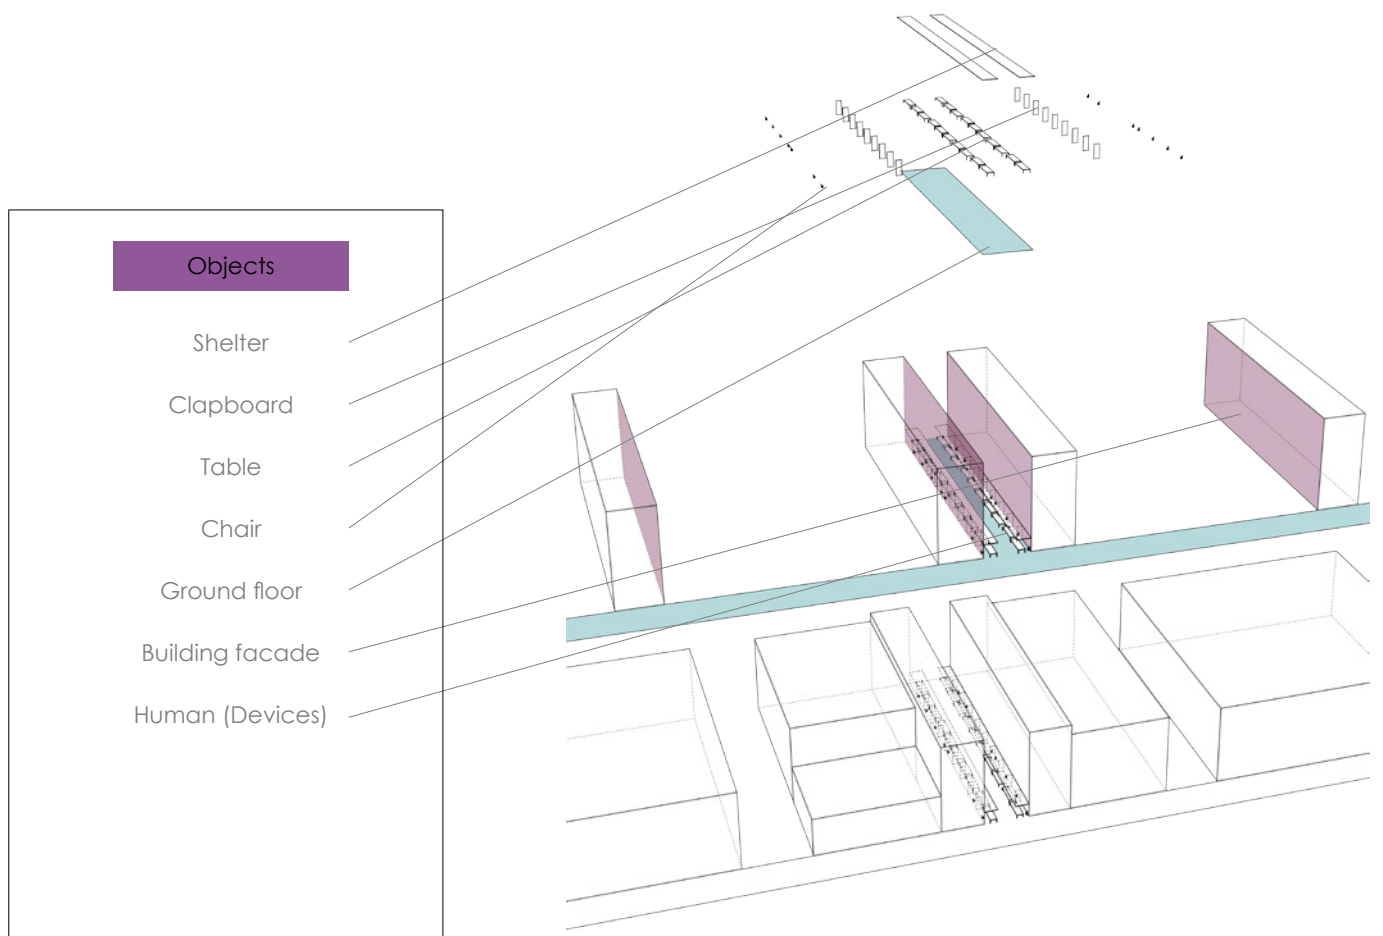 Objects
Shelter
Clapboard
Table
Chair
Ground floor
Building facade
Human (Devices)